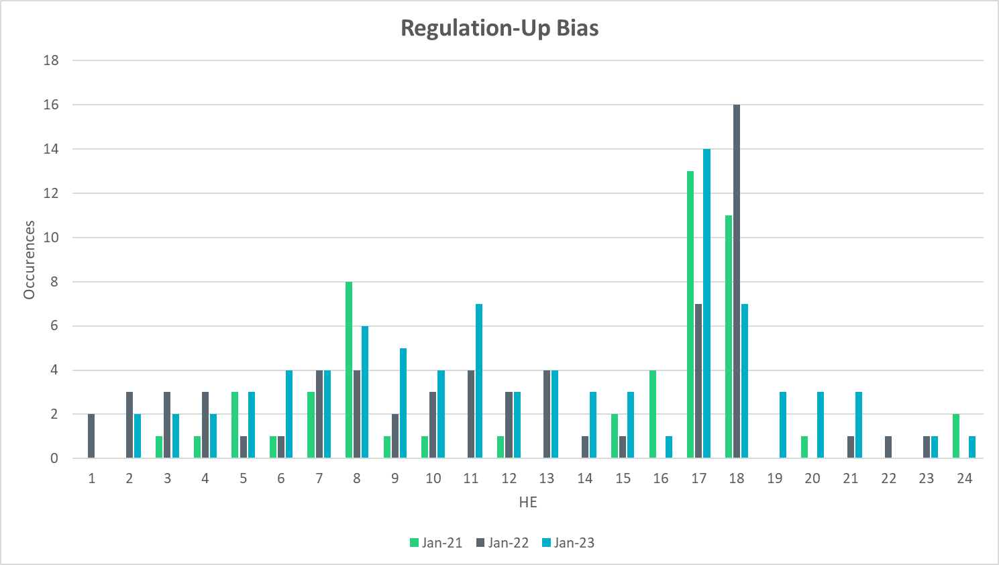 Regulation-Up Bias
18
16
14
12
10
8
6
4
2
0
Occurences
1 2 3 4 5 6 7 8 9 10 11 12 13 14 15 16 17 18 19 20 21 22 23 24
HE
Jan-21 Jan-22 Jan-23